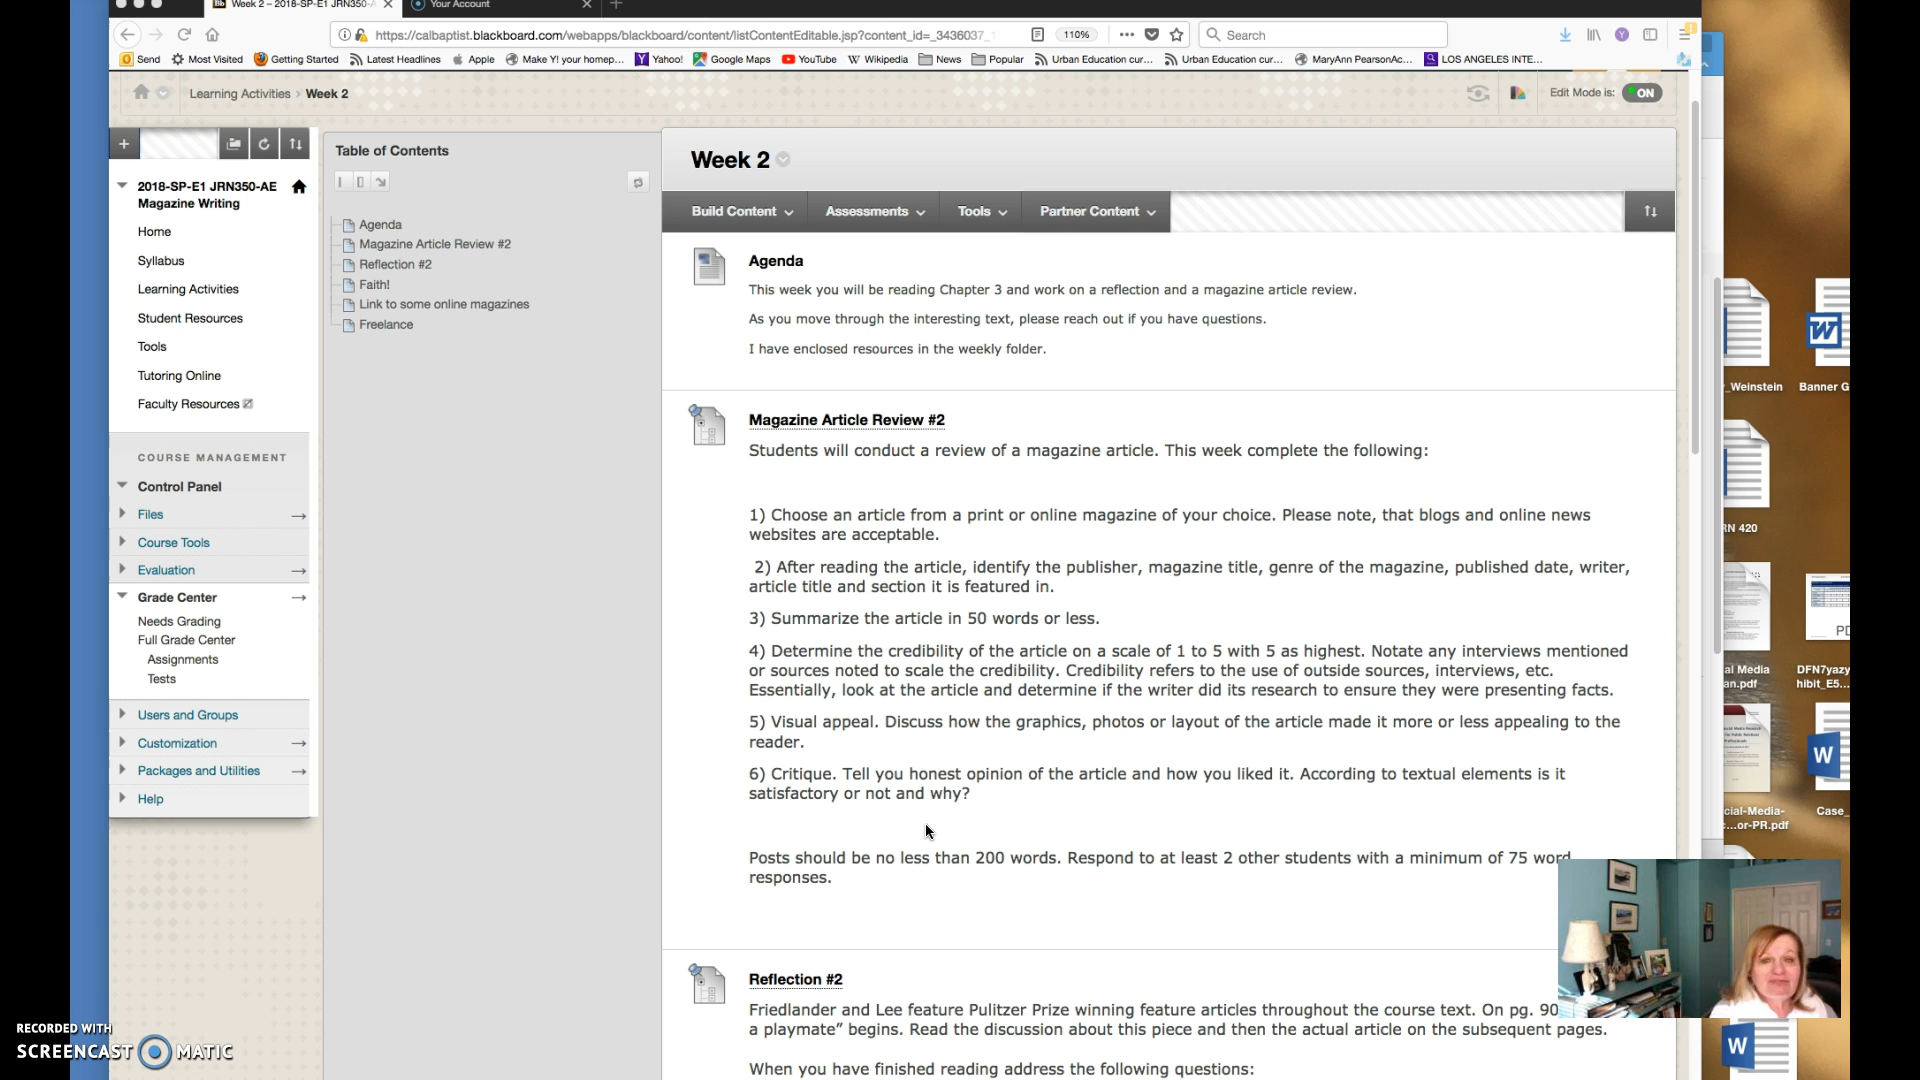 Week 2 – 2018-SP-E1 JRN350-A
Your Account
https://calbaptist.blackboard.com/webapps/blackboard/content/listContentEditable.jsp?content_id=_3436037_
110%
Search
Send
Most Visited
Getting Started
Latest Headlines
Apple
Make Y! your homep...
Yahoo!
Google Maps
YouTube
Wikipedia
News
Popular
Urban Education cur...
Urban Education cur...
MaryAnn PearsonAc...
LOS ANGELES INTE...
Learning Activities › Week 2
Edit Mode is: ON
2018-SP-E1 JRN350-AE
Magazine Writing
Home
Syllabus
Learning Activities
Student Resources
Tools
Tutoring Online
Faculty Resources
COURSE MANAGEMENT
Control Panel
Files
Course Tools
Evaluation
Grade Center
Needs Grading
Full Grade Center
Assignments
Tests
Users and Groups
Customization
Packages and Utilities
Help
Table of Contents
Agenda
Magazine Article Review #2
Reflection #2
Faith!
Link to some online magazines
Freelance
Week 2
Build Content
Assessments
Tools
Partner Content
Agenda
This week you will be reading Chapter 3 and work on a reflection and a magazine article review.
As you move through the interesting text, please reach out if you have questions.
I have enclosed resources in the weekly folder.
Magazine Article Review #2
Students will conduct a review of a magazine article. This week complete the following:
1) Choose an article from a print or online magazine of your choice. Please note, that blogs and online news
websites are acceptable.
2) After reading the article, identify the publisher, magazine title, genre of the magazine, published date, writer,
article title and section it is featured in.
3) Summarize the article in 50 words or less.
4) Determine the credibility of the article on a scale of 1 to 5 with 5 as highest. Notate any interviews mentioned
or sources noted to scale the credibility. Credibility refers to the use of outside sources, interviews, etc.
Essentially, look at the article and determine if the writer did its research to ensure they were presenting facts.
5) Visual appeal. Discuss how the graphics, photos or layout of the article made it more or less appealing to the
reader.
6) Critique. Tell you honest opinion of the article and how you liked it. According to textual elements is it
satisfactory or not and why?
Posts should be no less than 200 words. Respond to at least 2 other students with a minimum of 75 word
responses.
Reflection #2
Friedlander and Lee feature Pulitzer Prize winning feature articles throughout the course text. On pg. 90
a playmate” begins. Read the discussion about this piece and then the actual article on the subsequent pages.
When you have finished reading address the following questions:
_Weinstein
Banner G
RN 420
PD
al Media
an.pdf
DFN7yazy
hibit_E5...
cial-Media-
...or-PR.pdf
Case_
RECORDED WITH
SCREENCAST MATIC